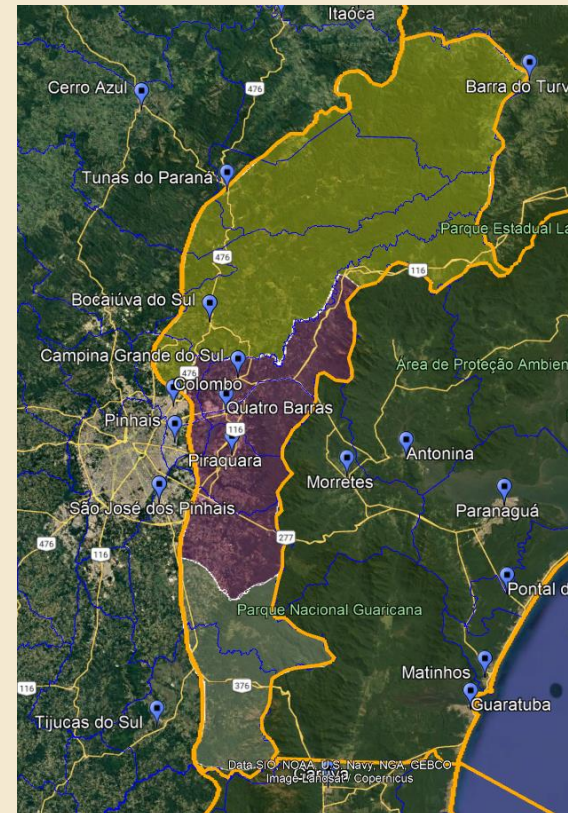 Itaóca
Cerro Azul
476
Barra do Turv
Tunas do Paraná
Parque Estadual La
476
116
Bocaiúva do Sul
Campina Grande do Sul
Área de Proteção Ambien
476
Colombo
Quatro Barras
Pinhais
116
Antonina
Piraquara
Morretes
São José dos Pinhais
Paranaguá
277
476
116
Pontal d
Parque Nacional Guaricana
Matinhos
116
376
Guaratuba
Tijucas do Sul
Data SIO, NOAA, U.S. Navy, NGA, GEBCO
Garuva
Image Landsat / Copernicus